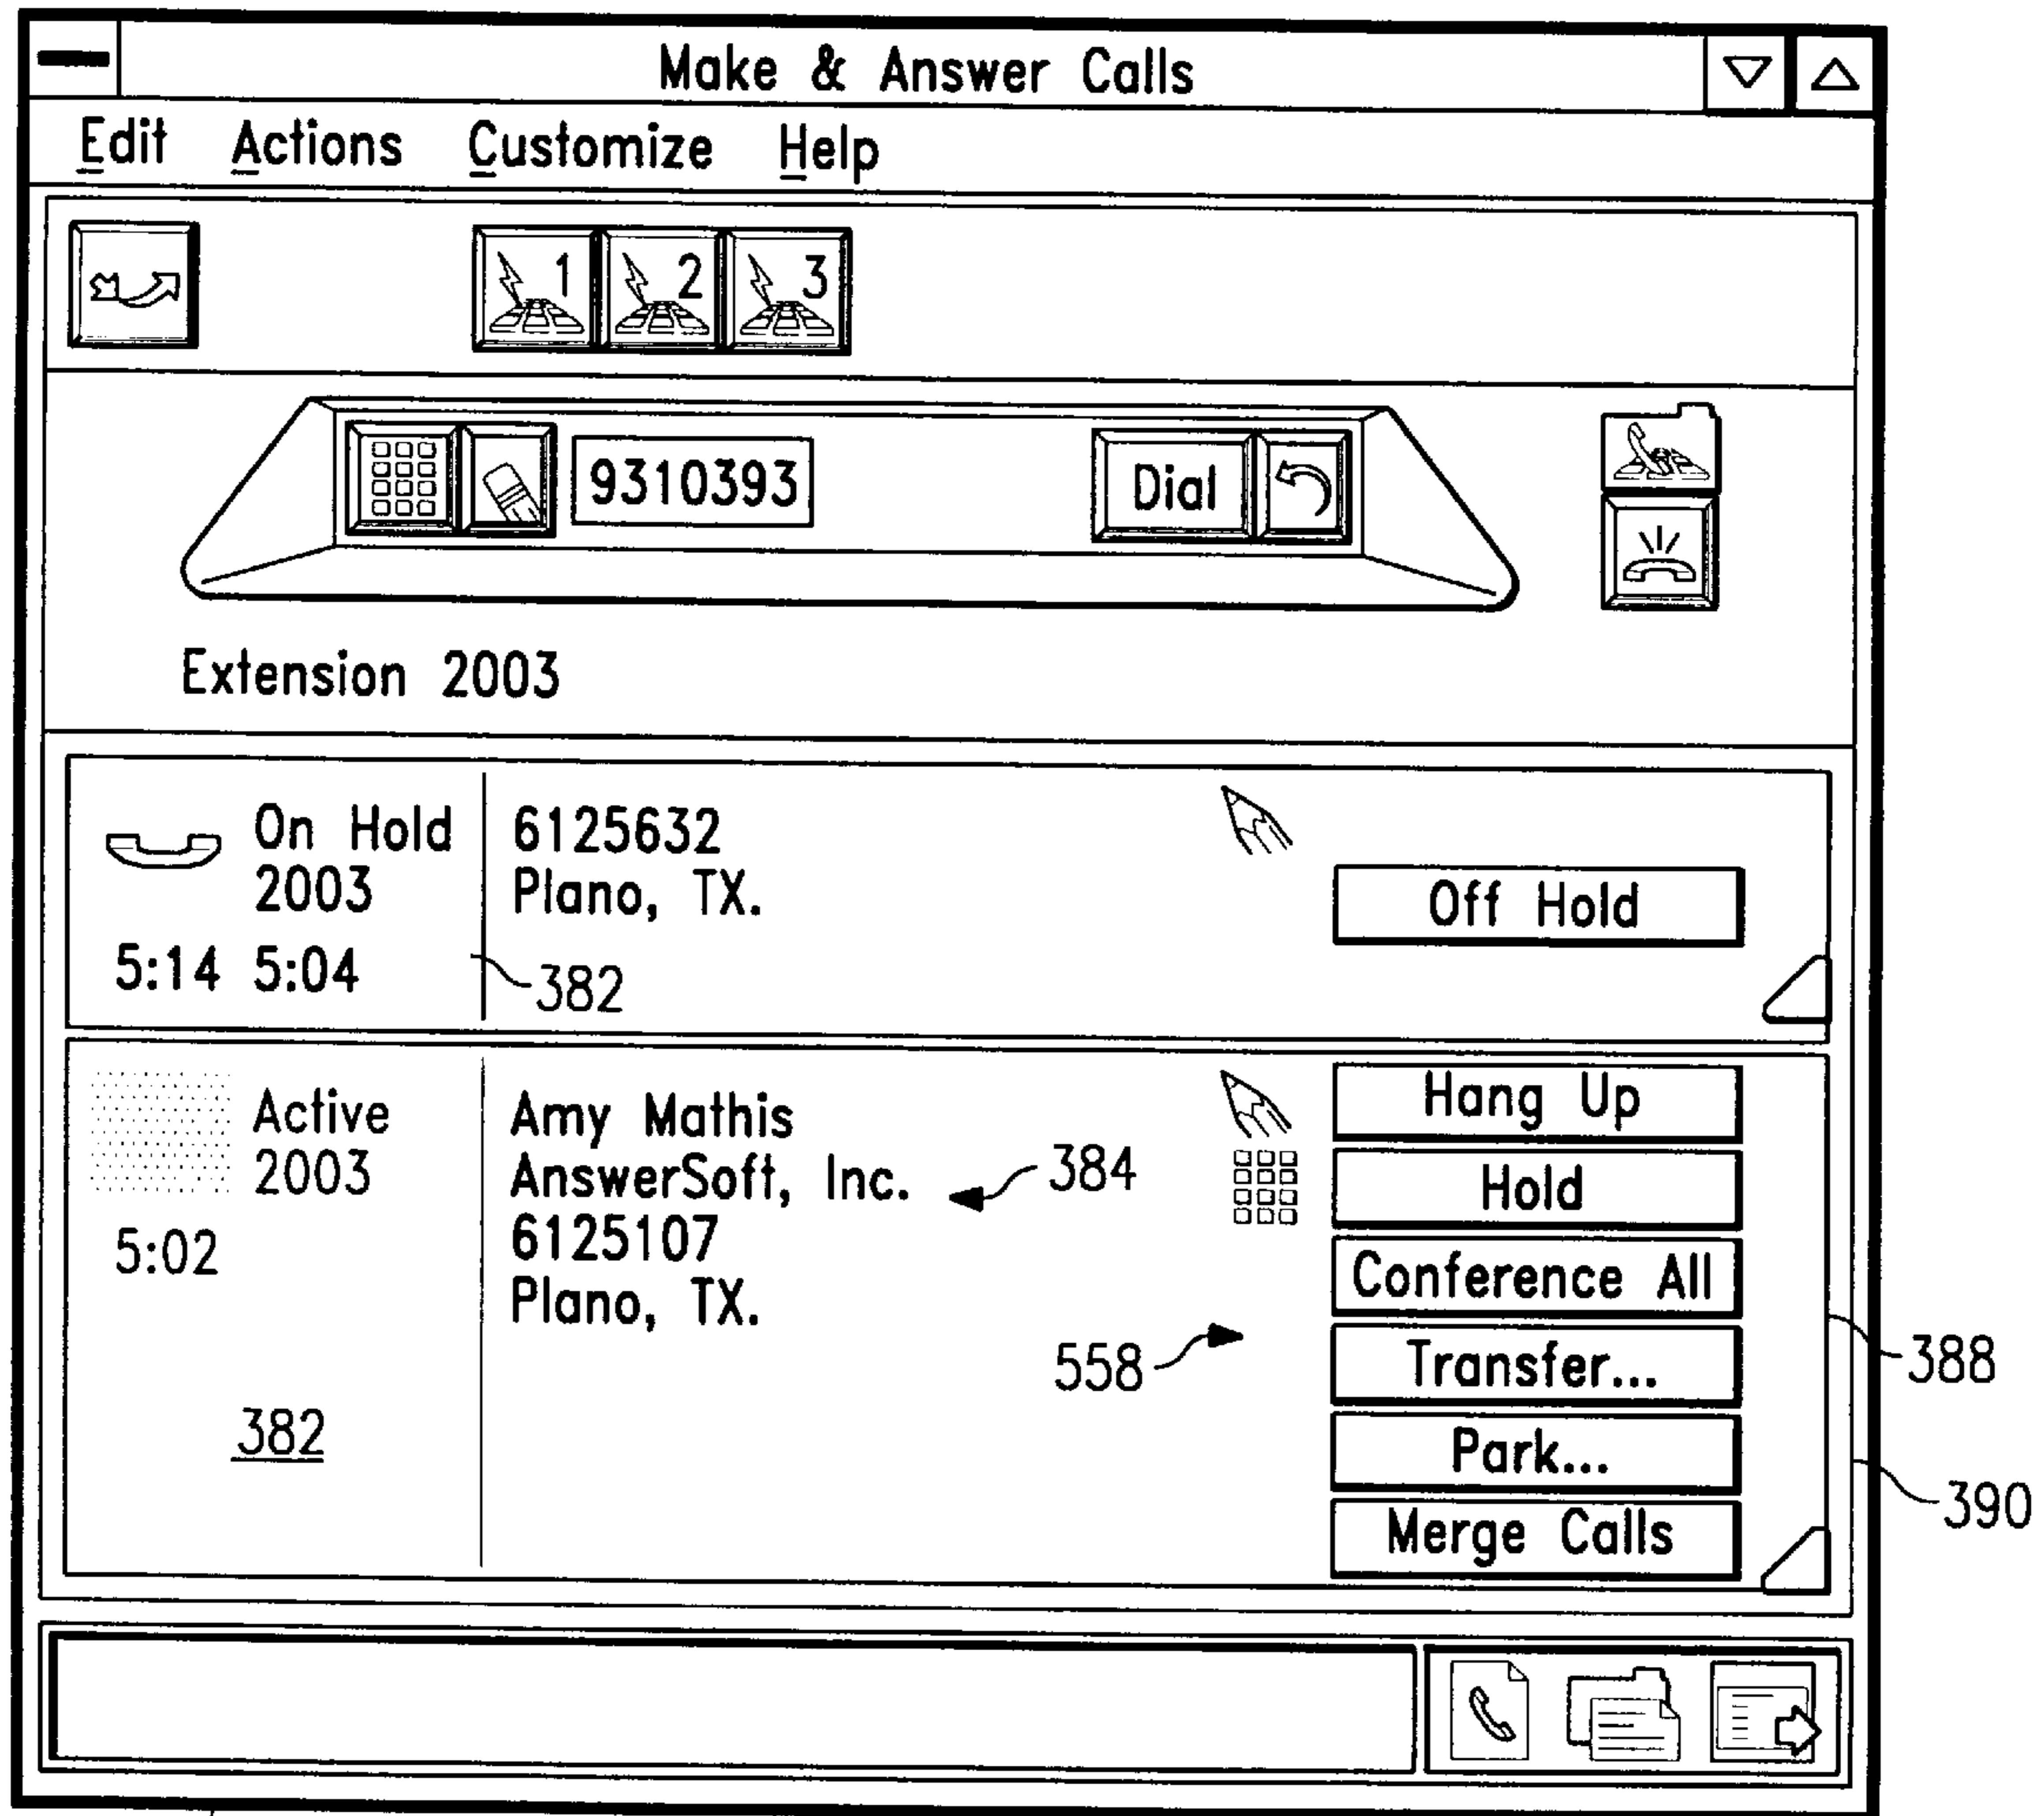 Make & Answer Calls
Edit Actions Customize Help
1 2 3
9310393 Dial
Extension 2003
On Hold
2003
5:14 5:04
382
6125632
Plano, TX.
Off Hold
Active
2003
5:02
382
Amy Mathis
AnswerSoft, Inc.
6125107
Plano, TX.
384
558
Hang Up
Hold
Conference All
Transfer...
Park...
Merge Calls
388
390